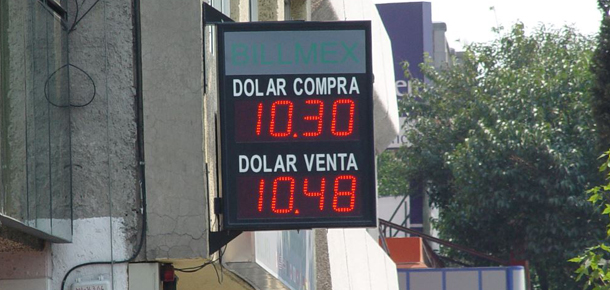 BILLMEX
DOLAR COMPRA
10.30
DOLAR VENTA
10.48